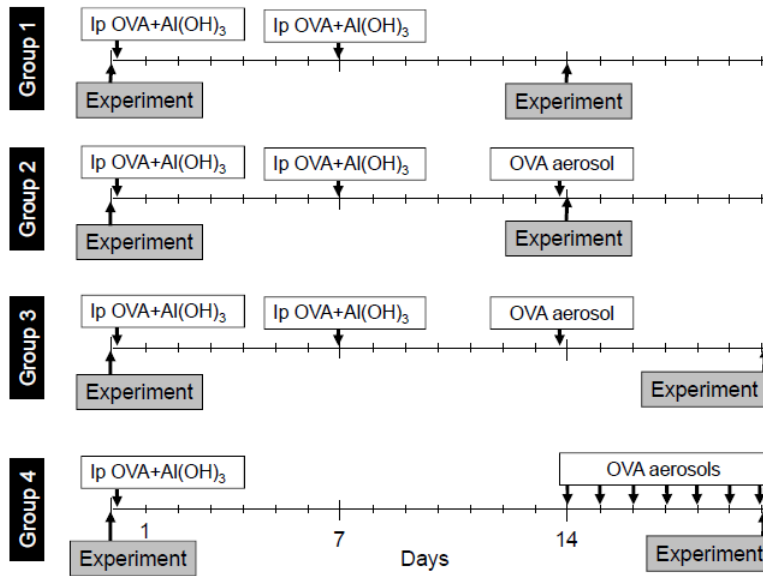 Group 1
Ip OVA+Al(OH)₃ Ip OVA+Al(OH)₃
Experiment Experiment
Group 2
Ip OVA+Al(OH)₃ Ip OVA+Al(OH)₃ OVA aerosol
Experiment Experiment
Group 3
Ip OVA+Al(OH)₃ Ip OVA+Al(OH)₃ OVA aerosol
Experiment Experiment
Group 4
Ip OVA+Al(OH)₃ OVA aerosols
1 7 14
Experiment Days Experiment